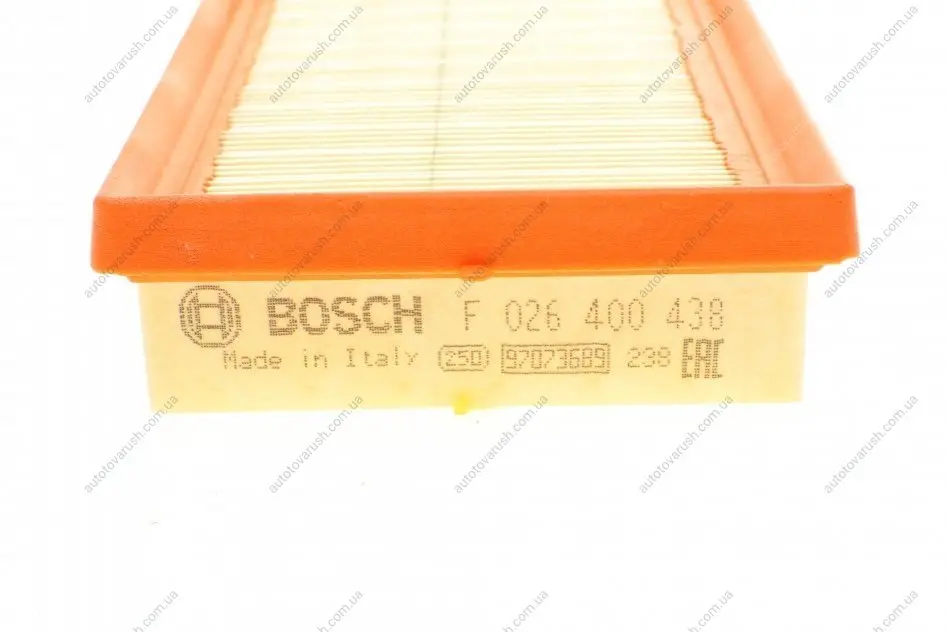 BOSCH F 026 400 438
Made in Italy 250 97073689 238 EAC
autotovarush.com.ua